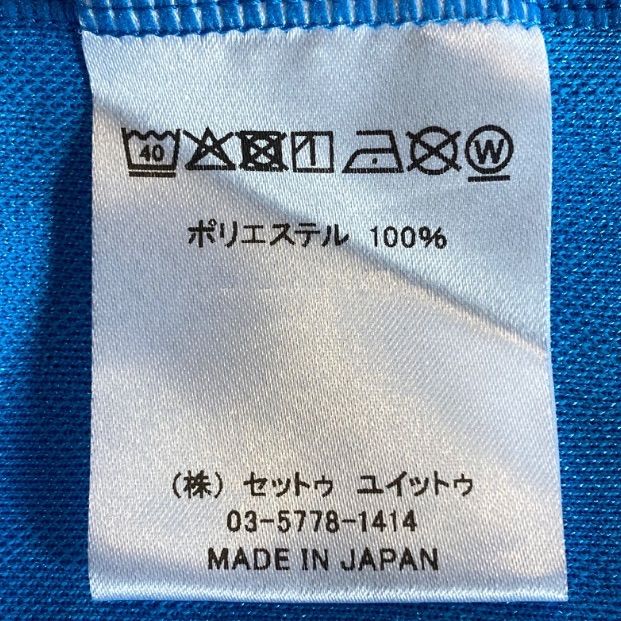 40 W
ポリエステル 100%
(株) セットゥ ユイットゥ
03-5778-1414
MADE IN JAPAN